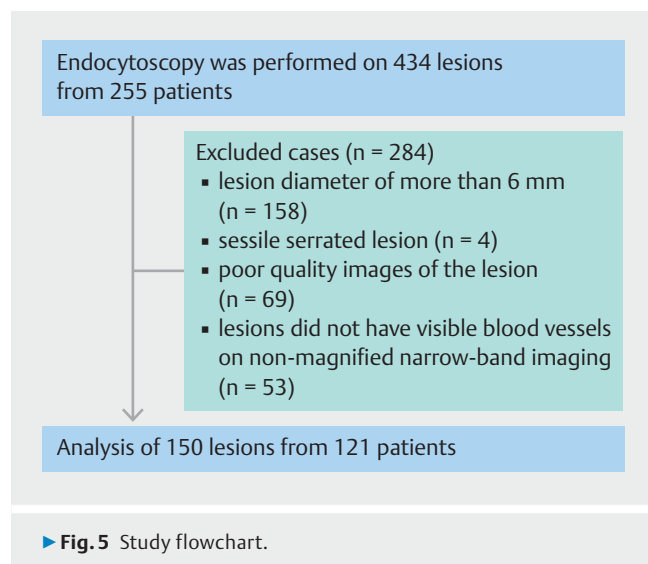 Endocytoscopy was performed on 434 lesions
from 255 patients
Excluded cases (n = 284)
▪ lesion diameter of more than 6 mm
(n = 158)
▪ sessile serrated lesion (n = 4)
▪ poor quality images of the lesion
(n = 69)
▪ lesions did not have visible blood vessels
on non-magnified narrow-band imaging
(n = 53)
Analysis of 150 lesions from 121 patients
▶ Fig. 5 Study flowchart.